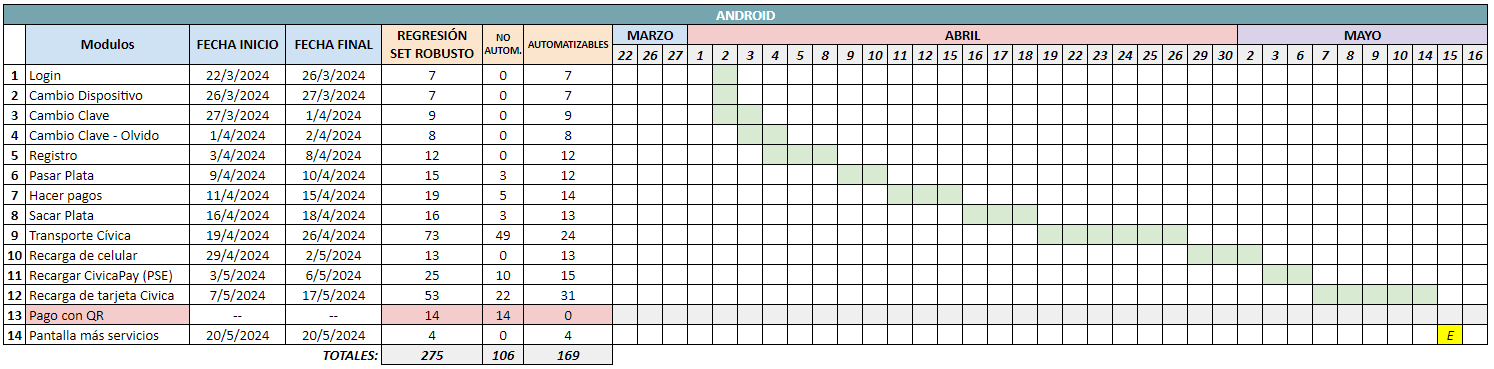 ANDROID
Modulos FECHA INICIO FECHA FINAL REGRESIÓN SET ROBUSTO NO AUTOM. AUTOMATIZABLES MARZO ABRIL MAYO
22 26 27 1 2 3 4 5 8 9 10 11 12 15 16 17 18 19 22 23 24 25 26 29 30 2 3 6 7 8 9 10 14 15 16
1 Login 22/3/2024 26/3/2024 7 0 7
2 Cambio Dispositivo 26/3/2024 27/3/2024 7 0 7
3 Cambio Clave 27/3/2024 1/4/2024 9 0 9
4 Cambio Clave - Olvido 1/4/2024 2/4/2024 8 0 8
5 Registro 3/4/2024 8/4/2024 12 0 12
6 Pasar Plata 9/4/2024 10/4/2024 15 3 12
7 Hacer pagos 11/4/2024 15/4/2024 19 5 14
8 Sacar Plata 16/4/2024 18/4/2024 16 3 13
9 Transporte Cívica 19/4/2024 26/4/2024 73 49 24
10 Recarga de celular 29/4/2024 2/5/2024 13 0 13
11 Recargar CivicaPay (PSE) 3/5/2024 6/5/2024 25 10 15
12 Recarga de tarjeta Civica 7/5/2024 17/5/2024 53 22 31
13 Pago con QR -- -- 14 14 0
14 Pantalla más servicios 20/5/2024 20/5/2024 4 0 4 E
TOTALES: 275 106 169